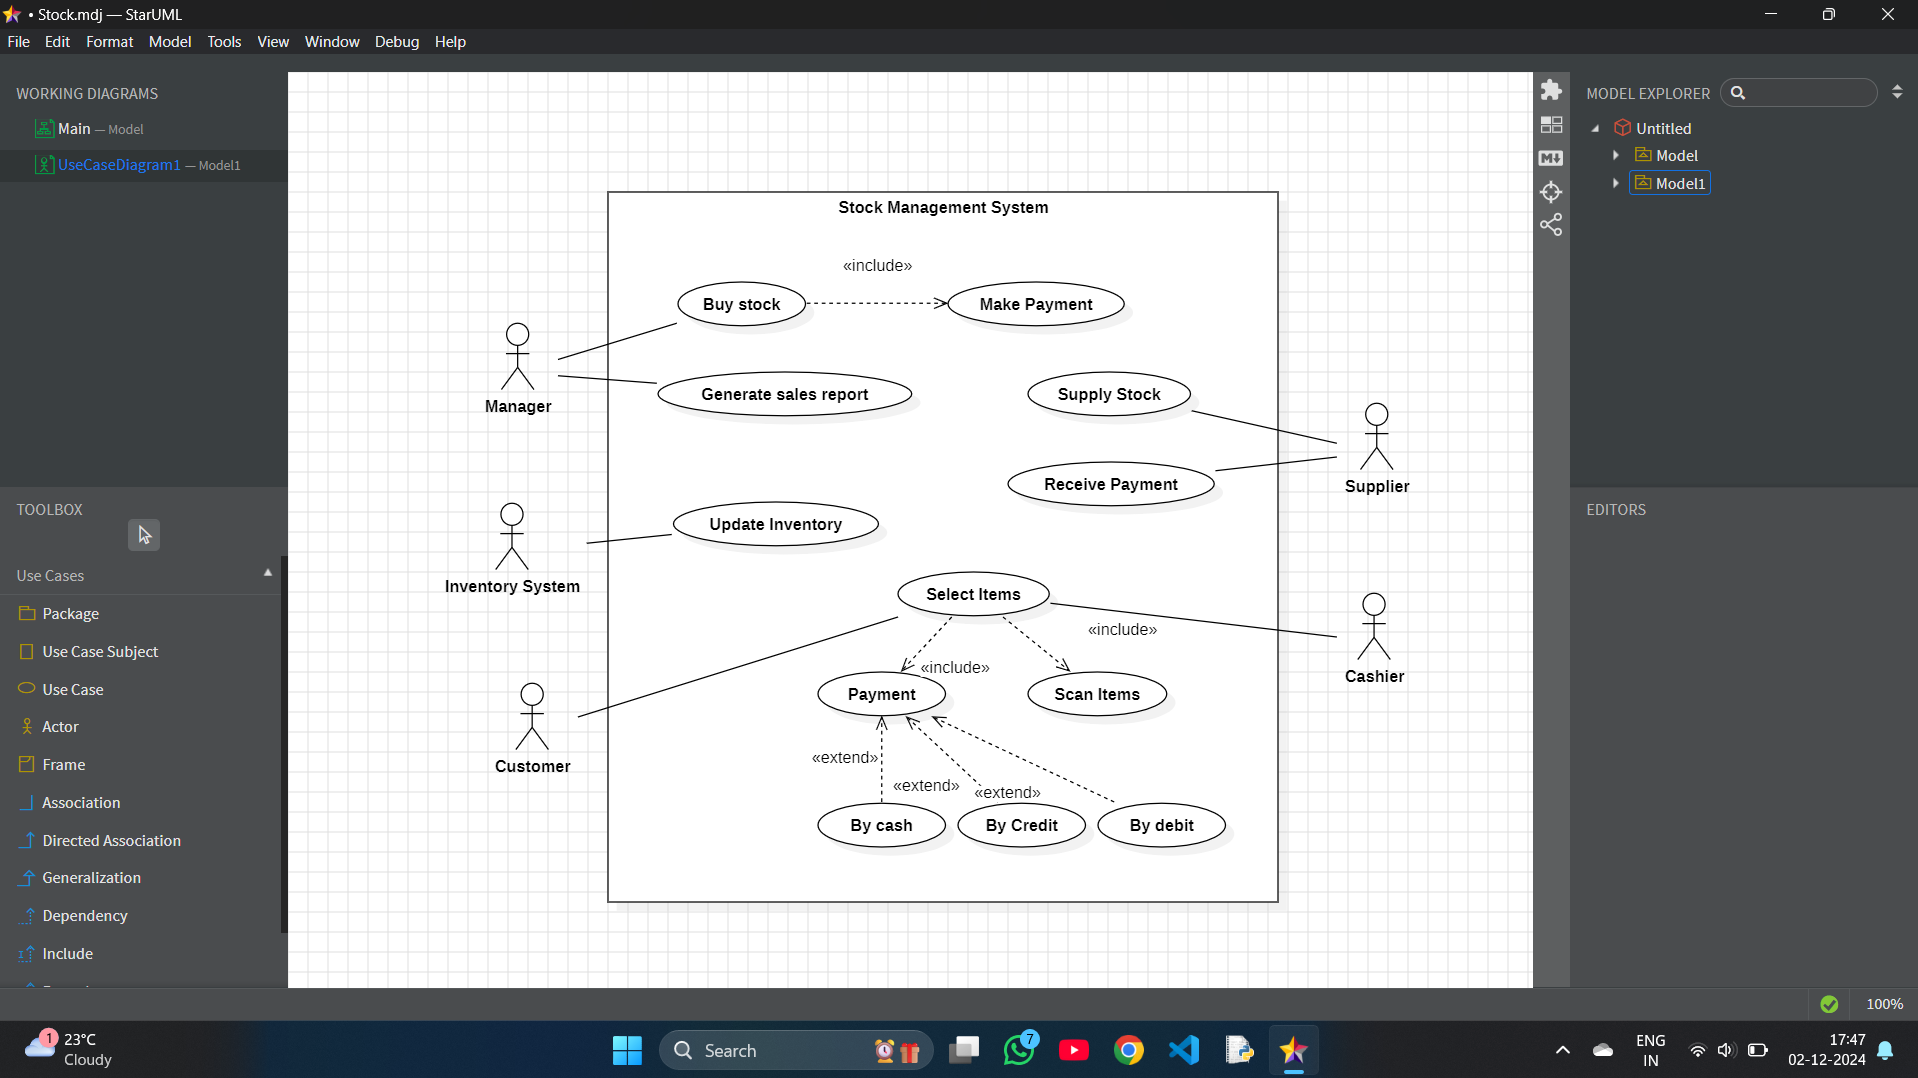 • Stock.mdj — StarUML
File Edit Format Model Tools View Window Debug Help
WORKING DIAGRAMS
Main — Model
UseCaseDiagram1 — Model1
TOOLBOX
Use Cases
Package
Use Case Subject
Use Case
Actor
Frame
Association
Directed Association
Generalization
Dependency
Include
Stock Management System
«include»
Buy stock
Make Payment
Manager
Generate sales report
Supply Stock
Supplier
Receive Payment
Update Inventory
Inventory System
Select Items
«include»
Cashier
«include»
Payment
Scan Items
Customer
«extend»
«extend»
«extend»
By cash
By Credit
By debit
M↓
MODEL EXPLORER
Untitled
Model
Model1
EDITORS
100%
1
23°C
Cloudy
Search
7
ENG
IN
17:47
02-12-2024